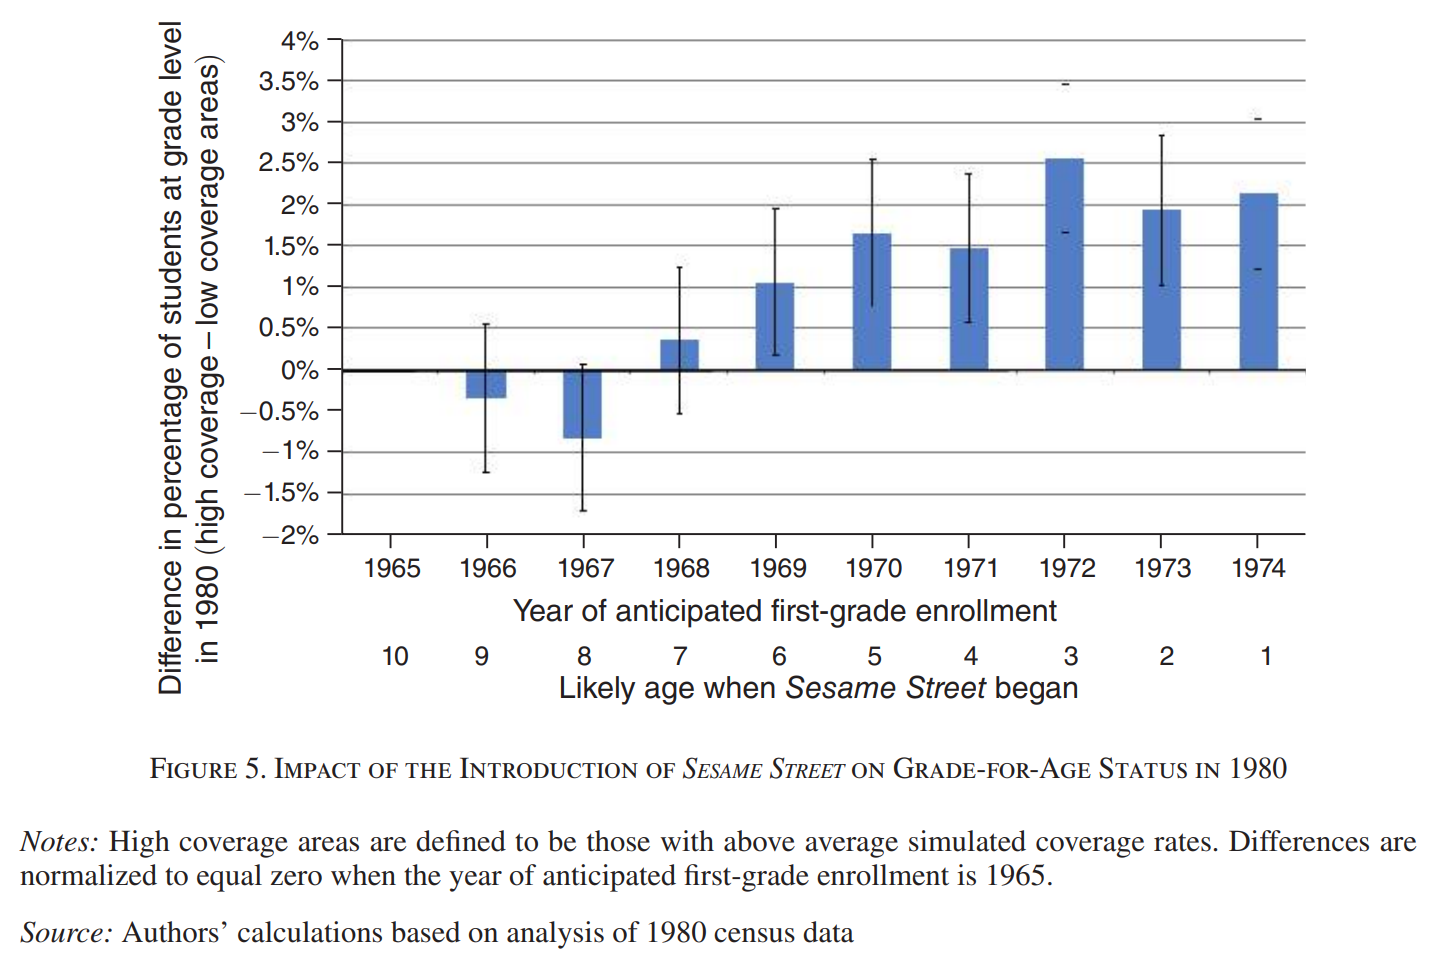 Difference in percentage of students at grade level
in 1980 (high coverage – low coverage areas)
4%
3.5%
3%
2.5%
2%
1.5%
1%
0.5%
0%
−0.5%
−1%
−1.5%
−2%
1965 1966 1967 1968 1969 1970 1971 1972 1973 1974
Year of anticipated first-grade enrollment
10 9 8 7 6 5 4 3 2 1
Likely age when Sesame Street began
Figure 5. Impact of the Introduction of Sesame Street on Grade-for-Age Status in 1980
Notes: High coverage areas are defined to be those with above average simulated coverage rates. Differences are
normalized to equal zero when the year of anticipated first-grade enrollment is 1965.
Source: Authors’ calculations based on analysis of 1980 census data